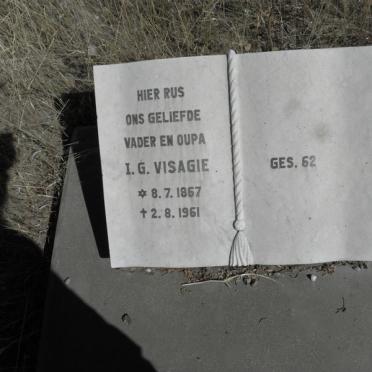 HIER RUS
ONS GELIEFDE
VADER EN OUPA
I. G. VISAGIE
✡ 8. 7. 1867
✝ 2. 8. 1961
GES. 62